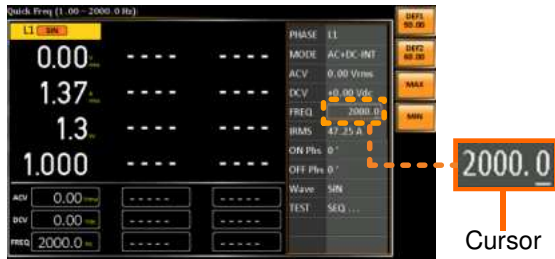 Quick Freq (1.00 - 2000.0 Hz):
L1 SIN
0.00
1.37
1.3
1.000
- - - - - - - -
- - - - - - - -
- - - - - - - -
- - - - - - - -
ACV 0.00 Vrms - - - - - - - - - -
DCV 0.00 Vdc - - - - - - - - - -
FREQ 2000.0 Hz - - - - - - - - - -
PHASE L1
MODE AC+DC-INT
ACV 0.00 Vrms
DCV +0.00 Vdc
FREQ 2000.0
IRMS 47.25 A
ON Phs 0 °
OFF Phs 0 °
Wave SIN
TEST SEQ ...
DEF1
50.00
DEF2
60.00
MAX
MIN
2000.0
Cursor